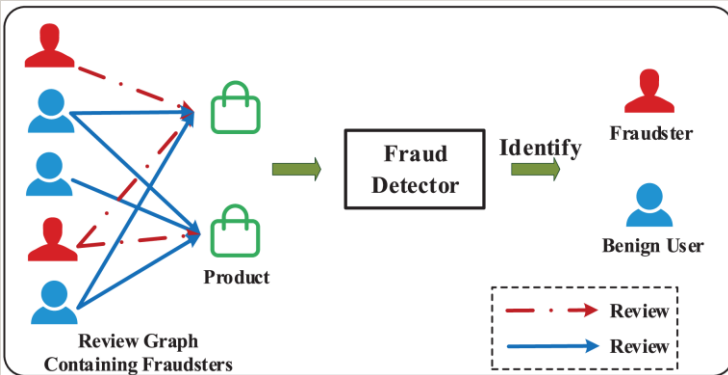 Product
Review Graph
Containing Fraudsters
Fraud
Detector
Identify
Fraudster
Benign User
Review
Review